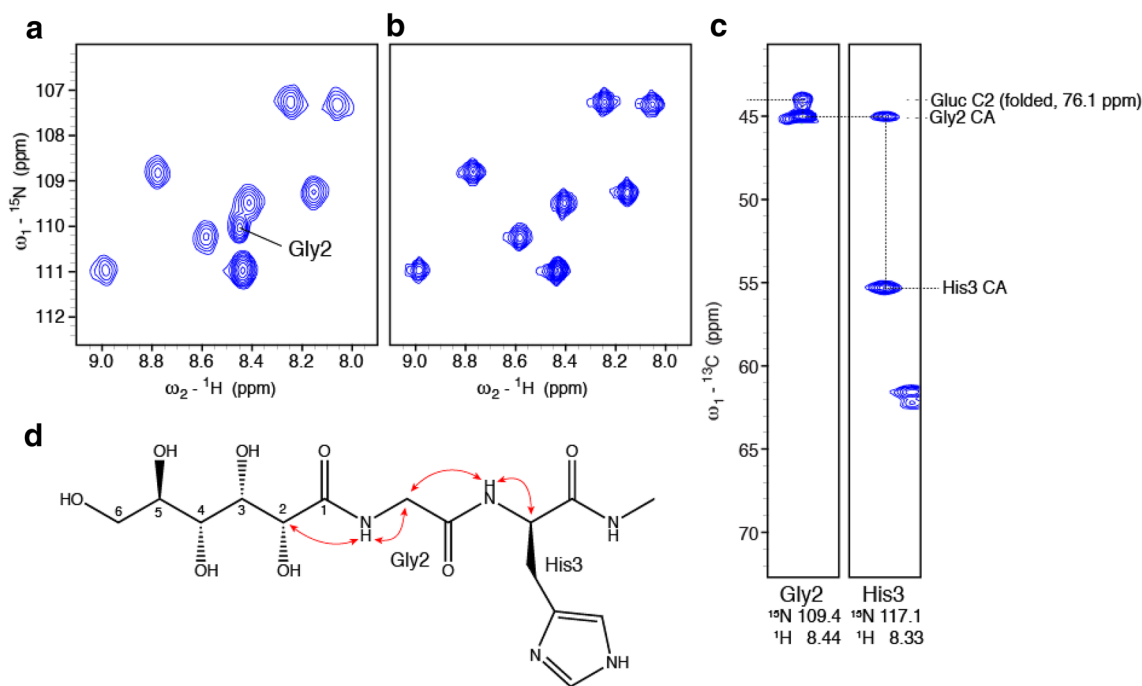 a
b
c
107
108
109
110
111
112
ω₁ - ¹⁵N (ppm)
Gly2
9.0 8.8 8.6 8.4 8.2 8.0
ω₂ - ¹H (ppm)
9.0 8.8 8.6 8.4 8.2 8.0
ω₂ - ¹H (ppm)
45
50
55
60
65
70
ω₁ - ¹³C (ppm)
Gluc C2 (folded, 76.1 ppm)
Gly2 CA
His3 CA
Gly2 His3
¹⁵N 109.4 ¹⁵N 117.1
¹H 8.44 ¹H 8.33
d
OH OH O H N O
HO 6 5 4 3 2 1 N H N H
OH OH Gly2 O His3
N NH